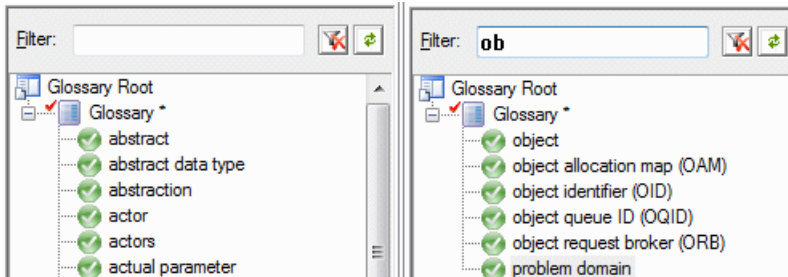 Filter:
Glossary Root
Glossary *
abstract
abstract data type
abstraction
actor
actors
actual parameter
Filter: ob
Glossary Root
Glossary *
object
object allocation map (OAM)
object identifier (OID)
object queue ID (OQID)
object request broker (ORB)
problem domain